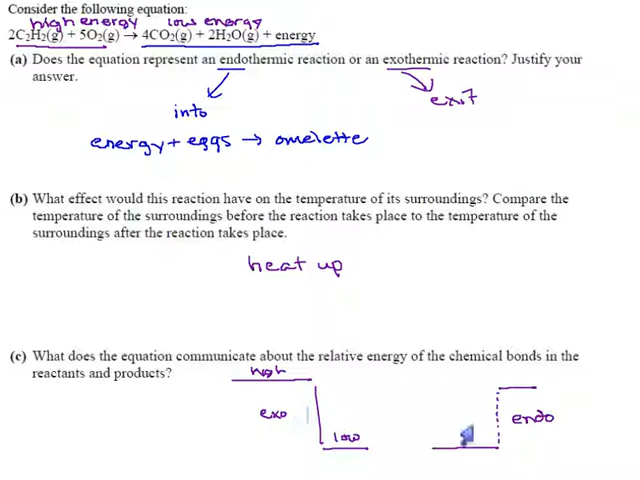 Consider the following equation:
high energy low energy
2C₂H₂(g) + 5O₂(g) → 4CO₂(g) + 2H₂O(g) + energy
(a) Does the equation represent an endothermic reaction or an exothermic reaction? Justify your
answer.
into
exit
energy + eggs → omelette
(b) What effect would this reaction have on the temperature of its surroundings? Compare the
temperature of the surroundings before the reaction takes place to the temperature of the
surroundings after the reaction takes place.
heat up
(c) What does the equation communicate about the relative energy of the chemical bonds in the
reactants and products?
high
exo
endo
low